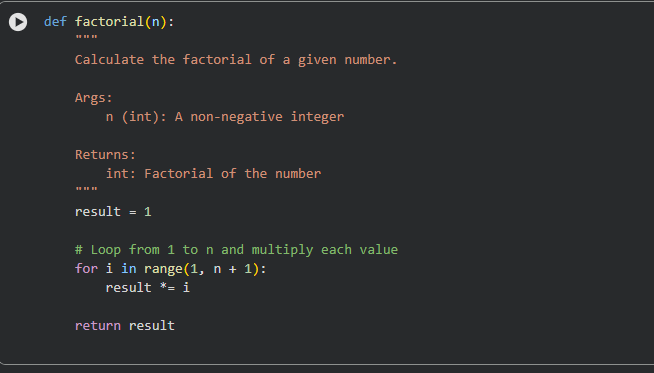 def factorial(n):
    """
    Calculate the factorial of a given number.

    Args:
        n (int): A non-negative integer

    Returns:
        int: Factorial of the number
    """
    result = 1

    # Loop from 1 to n and multiply each value
    for i in range(1, n + 1):
        result *= i

    return result